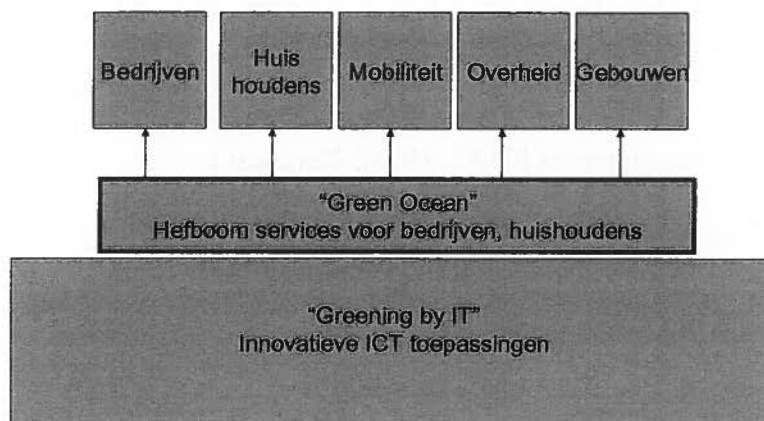 Bedrijven
Huis
houdens
Mobiliteit
Overheid
Gebouwen
"Green Ocean"
Hefboom services voor bedrijven, huishoudens
"Greening by IT"
Innovatieve ICT toepassingen